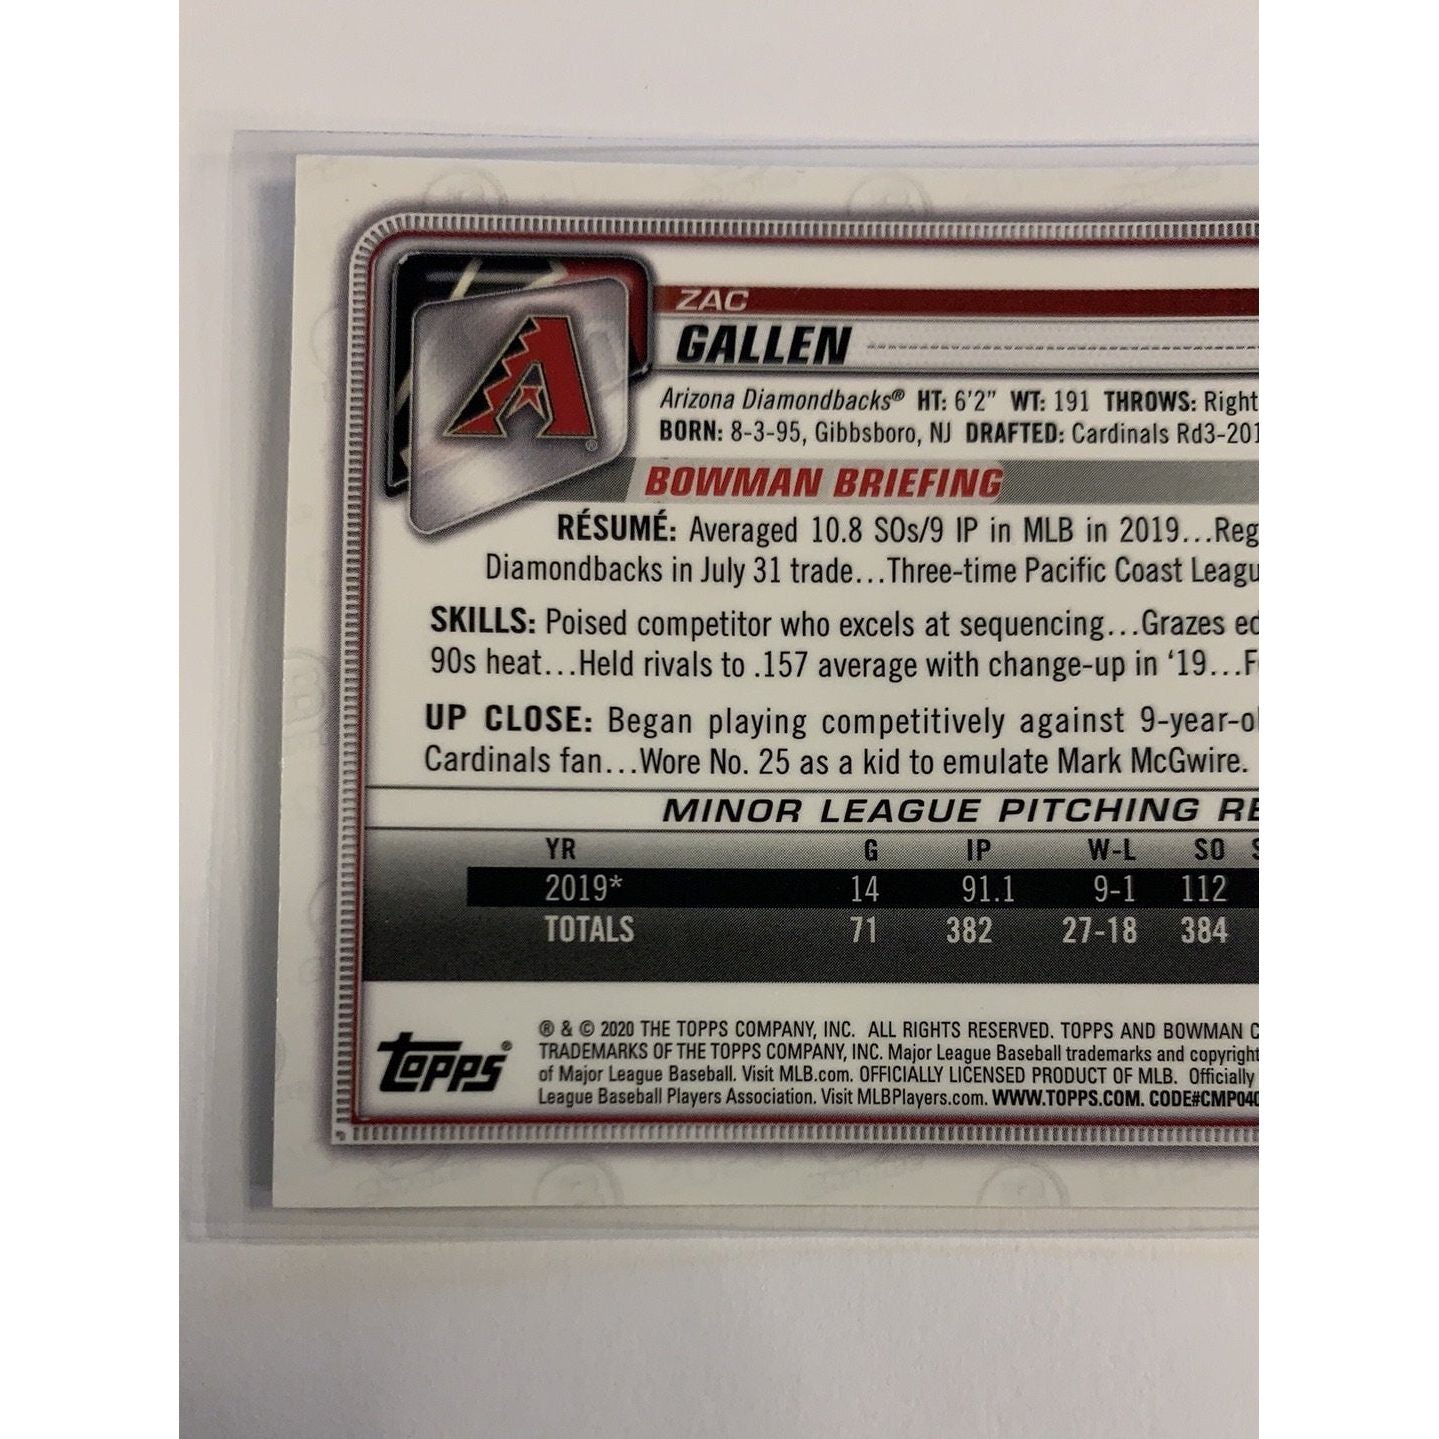 ZAC
GALLEN
Arizona Diamondbacks® HT: 6'2" WT: 191 THROWS: Right
BORN: 8-3-95, Gibbsboro, NJ DRAFTED: Cardinals Rd3-201
BOWMAN BRIEFING
RÉSUMÉ: Averaged 10.8 SOs/9 IP in MLB in 2019...Reg
Diamondbacks in July 31 trade...Three-time Pacific Coast Leagu
SKILLS: Poised competitor who excels at sequencing...Grazes ed
90s heat...Held rivals to .157 average with change-up in '19...F
UP CLOSE: Began playing competitively against 9-year-ol
Cardinals fan...Wore No. 25 as a kid to emulate Mark McGwire.
MINOR LEAGUE PITCHING RE
YR G IP W-L SO S
2019* 14 91.1 9-1 112
TOTALS 71 382 27-18 384
TOPPS®
® & © 2020 THE TOPPS COMPANY, INC. ALL RIGHTS RESERVED. TOPPS AND BOWMAN C
TRADEMARKS OF THE TOPPS COMPANY, INC. Major League Baseball trademarks and copyright
of Major League Baseball. Visit MLB.com. OFFICIALLY LICENSED PRODUCT OF MLB. Officially
League Baseball Players Association. Visit MLBPlayers.com. WWW.TOPPS.COM. CODE#CMP040